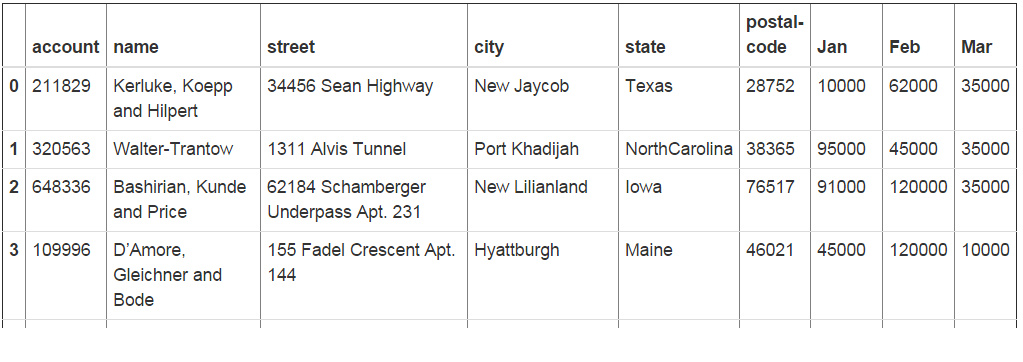 account name street city state postal-code Jan Feb Mar
0 211829 Kerluke, Koepp and Hilpert 34456 Sean Highway New Jaycob Texas 28752 10000 62000 35000
1 320563 Walter-Trantow 1311 Alvis Tunnel Port Khadijah NorthCarolina 38365 95000 45000 35000
2 648336 Bashirian, Kunde and Price 62184 Schamberger Underpass Apt. 231 New Lilianland Iowa 76517 91000 120000 35000
3 109996 D’Amore, Gleichner and Bode 155 Fadel Crescent Apt. 144 Hyattburgh Maine 46021 45000 120000 10000